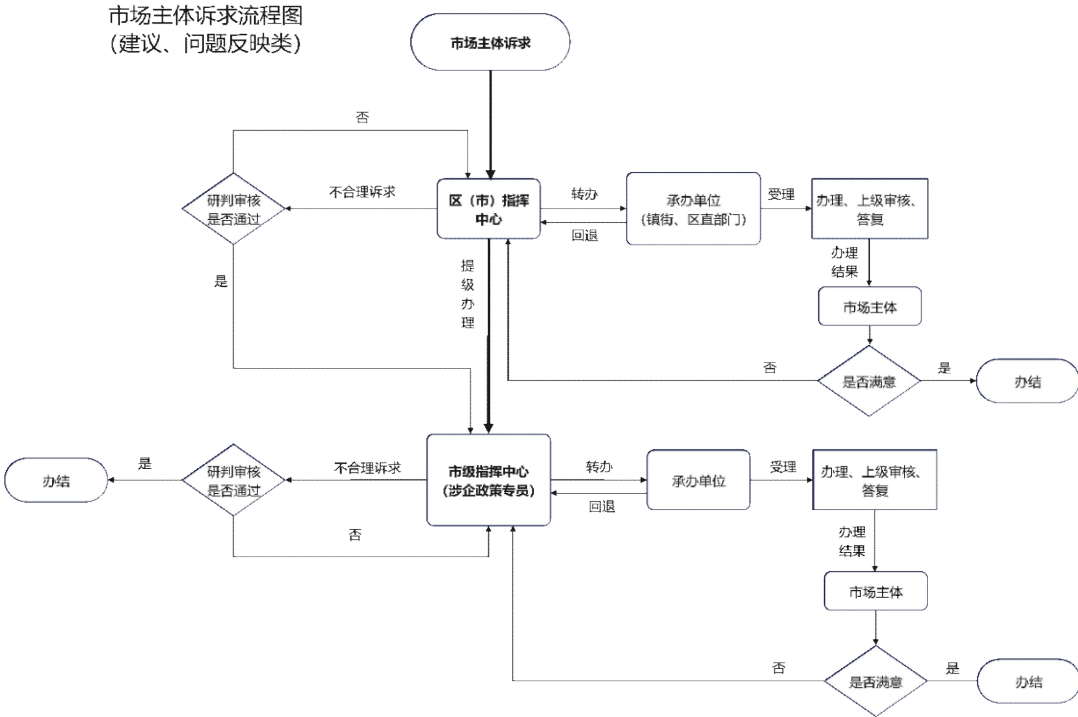 市场主体诉求流程图
（建议、问题反映类）
市场主体诉求
否
研判审核
是否通过
不合理诉求
区（市）指挥
中心
转办
回退
承办单位
（镇街、区直部门）
受理
办理、上级审核、
答复
办理
结果
市场主体
是
提
级
办
理
否
是否满意
是
办结
办结
是
研判审核
是否通过
不合理诉求
市级指挥中心
（涉企政策专员）
转办
回退
承办单位
受理
办理、上级审核、
答复
否
办理
结果
市场主体
否
是否满意
是
办结